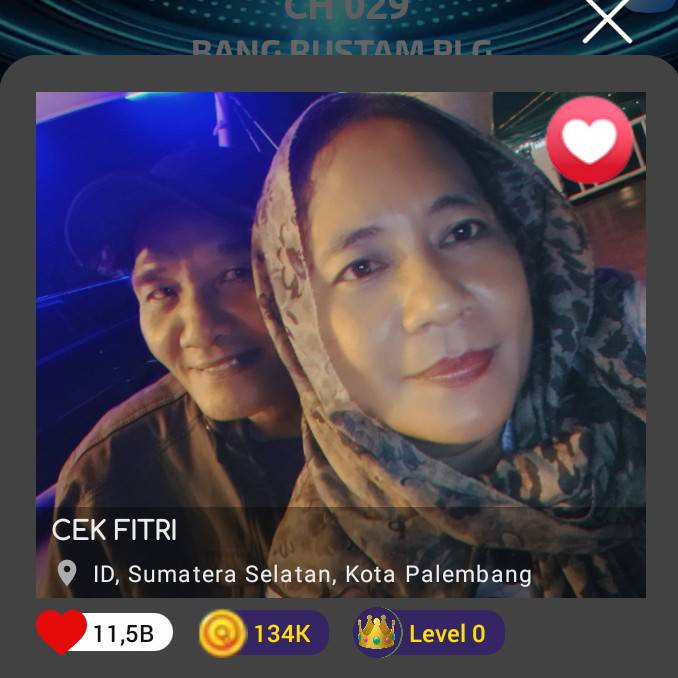 CH 029
BANG RUSTAM PLG
CEK FITRI
ID, Sumatera Selatan, Kota Palembang
11,5B
134K
Level 0